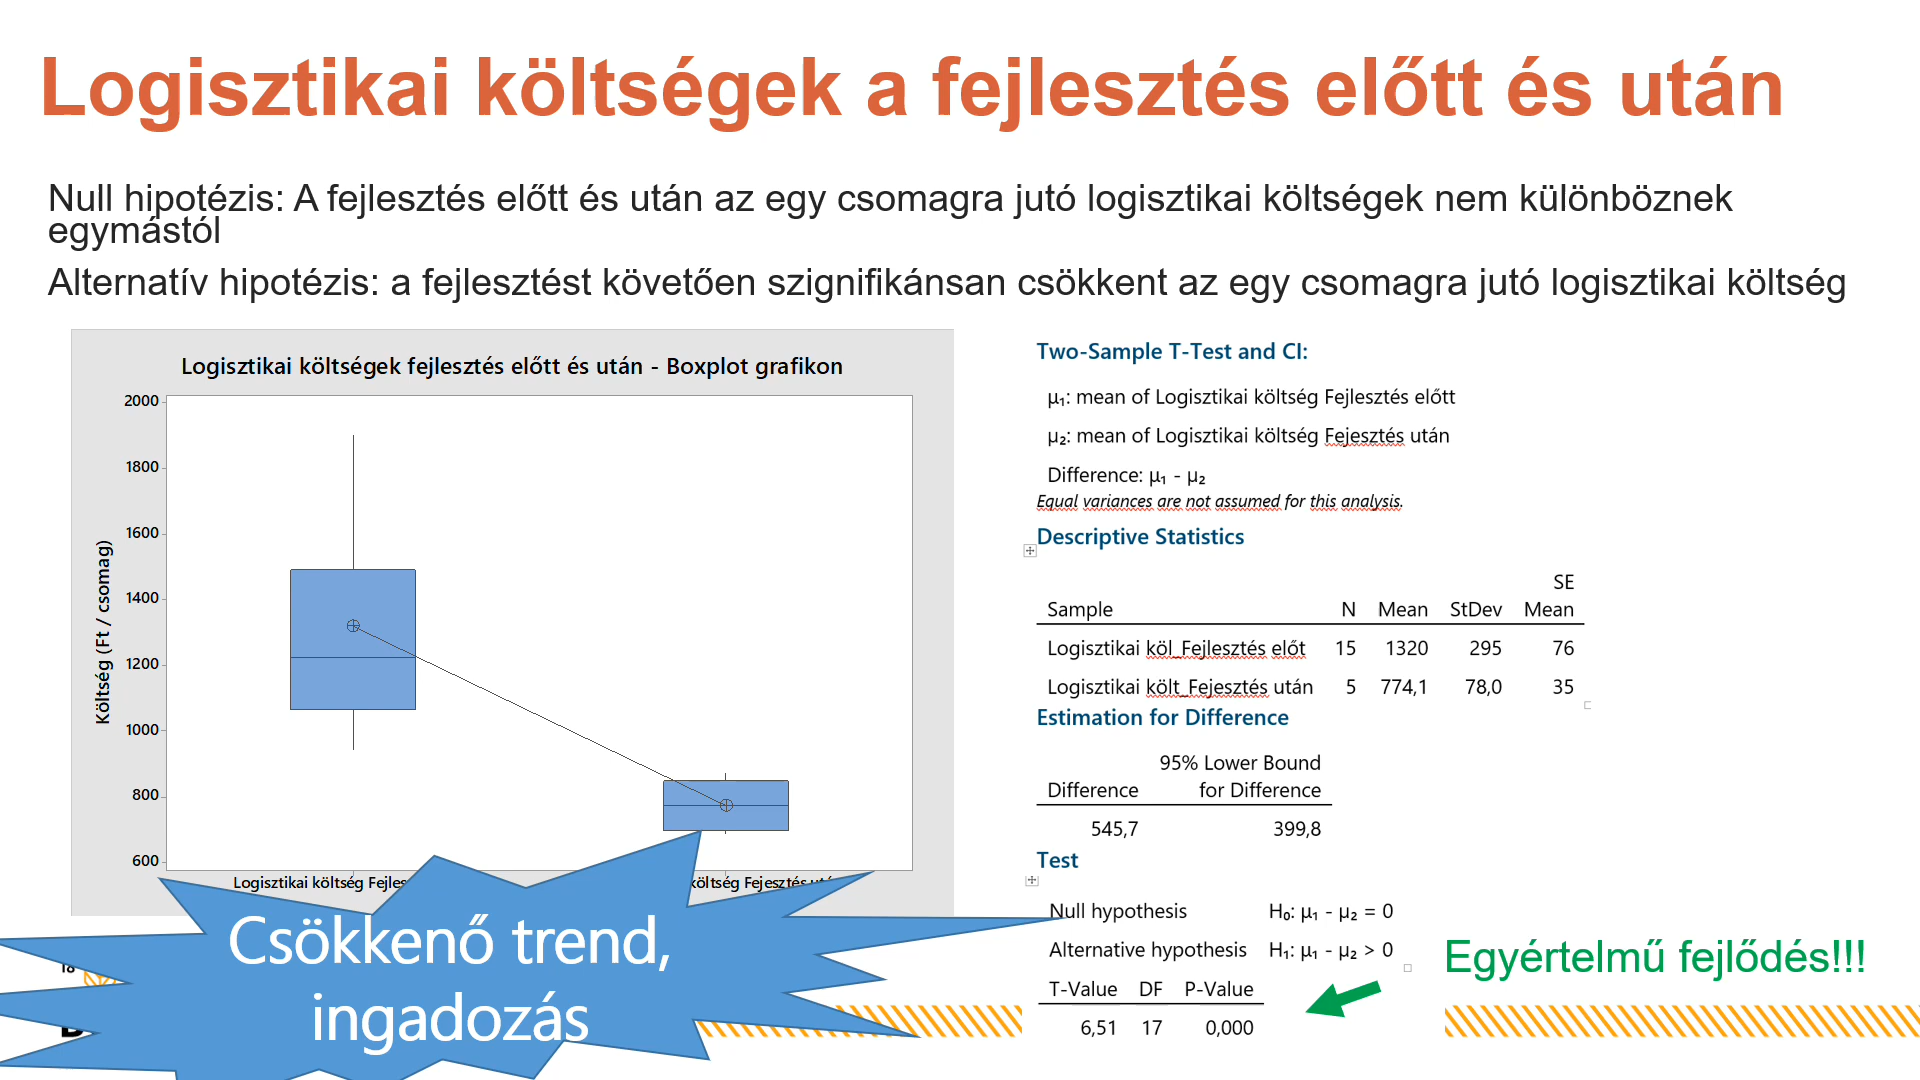 Logisztikai költségek a fejlesztés előtt és után
Null hipotézis: A fejlesztés előtt és után az egy csomagra jutó logisztikai költségek nem különböznek
egymástól
Alternatív hipotézis: a fejlesztést követően szignifikánsan csökkent az egy csomagra jutó logisztikai költség
Logisztikai költségek fejlesztés előtt és után - Boxplot grafikon
Költség (Ft / csomag)
2000
1800
1600
1400
1200
1000
800
600
Logisztikai költség Fejles
költség Fejesztés
Csökkenő trend,
ingadozás
18
Two-Sample T-Test and CI:
µ₁: mean of Logisztikai költség Fejlesztés előtt
µ₂: mean of Logisztikai költség Fejesztés után
Difference: µ₁ - µ₂
Equal variances are not assumed for this analysis.
Descriptive Statistics
SE
Sample N Mean StDev Mean
Logisztikai köl_Fejlesztés előt 15 1320 295 76
Logisztikai költ_Fejesztés után 5 774,1 78,0 35
Estimation for Difference
95% Lower Bound
Difference for Difference
545,7 399,8
Test
Null hypothesis H₀: µ₁ - µ₂ = 0
Alternative hypothesis H₁: µ₁ - µ₂ > 0
T-Value DF P-Value
6,51 17 0,000
Egyértelmű fejlődés!!!